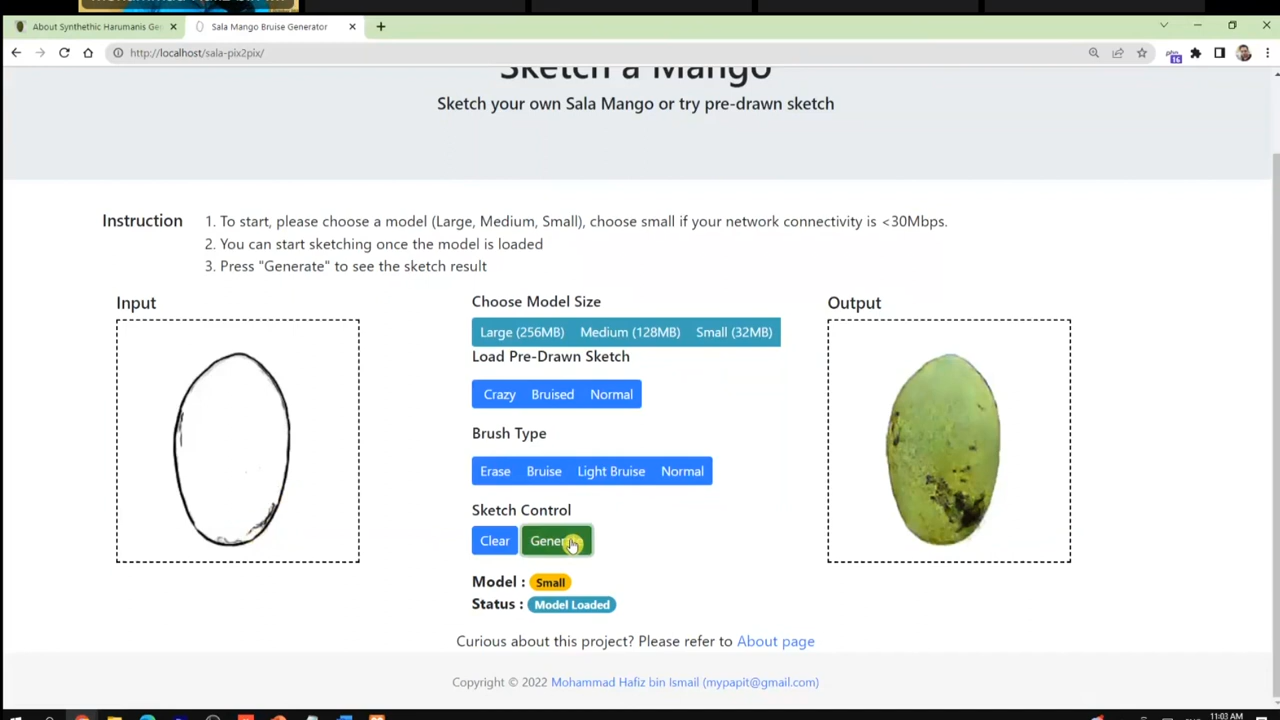 About Synthethic Harumanis Ge
Sala Mango Bruise Generator
http://localhost/sala-pix2pix/
16
Sketch a Mango
Sketch your own Sala Mango or try pre-drawn sketch
Instruction
1. To start, please choose a model (Large, Medium, Small), choose small if your network connectivity is <30Mbps.
2. You can start sketching once the model is loaded
3. Press "Generate" to see the sketch result
Input
Choose Model Size
Output
Large (256MB) Medium (128MB) Small (32MB)
Load Pre-Drawn Sketch
Crazy Bruised Normal
Brush Type
Erase Bruise Light Bruise Normal
Sketch Control
Clear
Model : Small
Status : Model Loaded
Curious about this project? Please refer to About page
Copyright © 2022 Mohammad Hafiz bin Ismail (mypapit@gmail.com)
11:03 AM